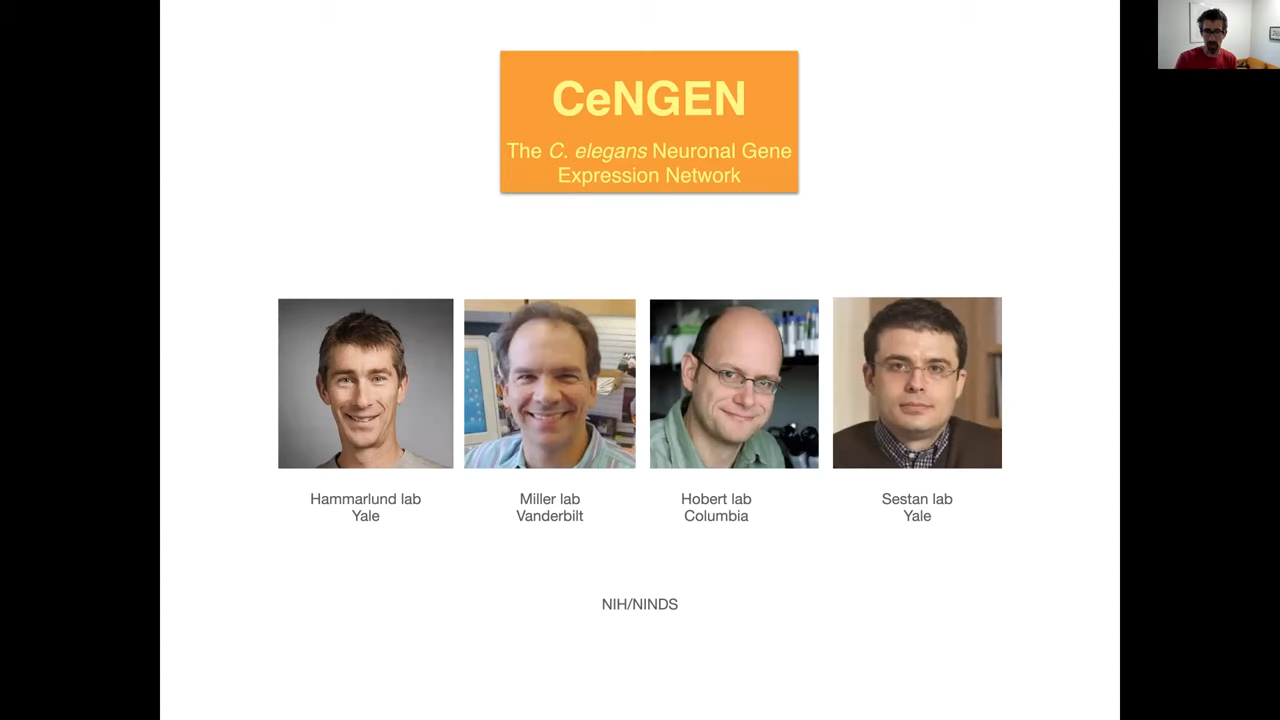 CeNGEN
The C. elegans Neuronal Gene
Expression Network
Hammarlund lab
Yale
Miller lab
Vanderbilt
Hobert lab
Columbia
Sestan lab
Yale
NIH/NINDS